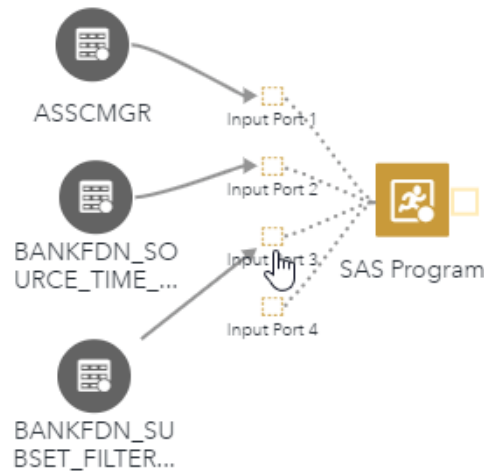 ASSCMGR
Input Port 1
Input Port 2
BANKFDN_SO
URCE_TIME_...
Input Port 3
SAS Program
Input Port 4
BANKFDN_SU
BSET_FILTER...